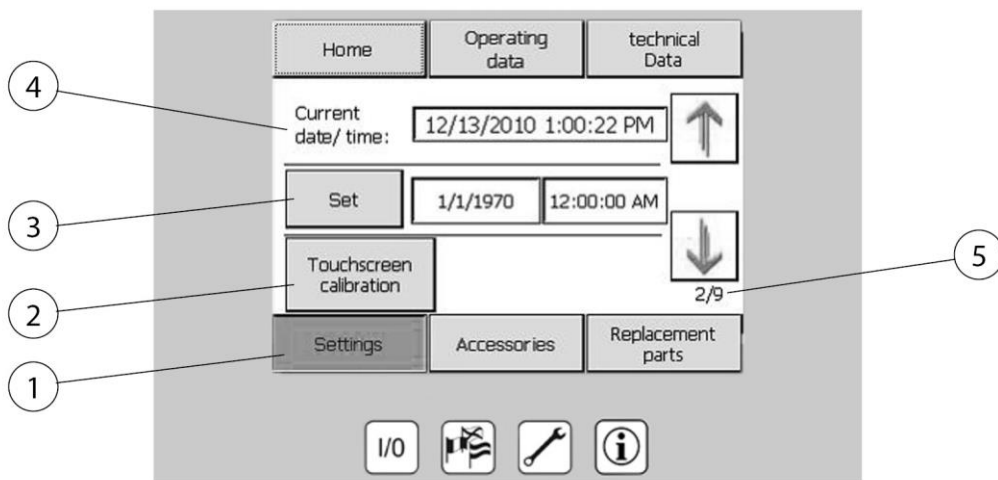 Home
Operating
data
technical
Data
4
Current
date/ time:
12/13/2010 1:00:22 PM
3
Set
1/1/1970
12:00:00 AM
5
2
Touchscreen
calibration
2/9
1
Settings
Accessories
Replacement
parts
I/0
i